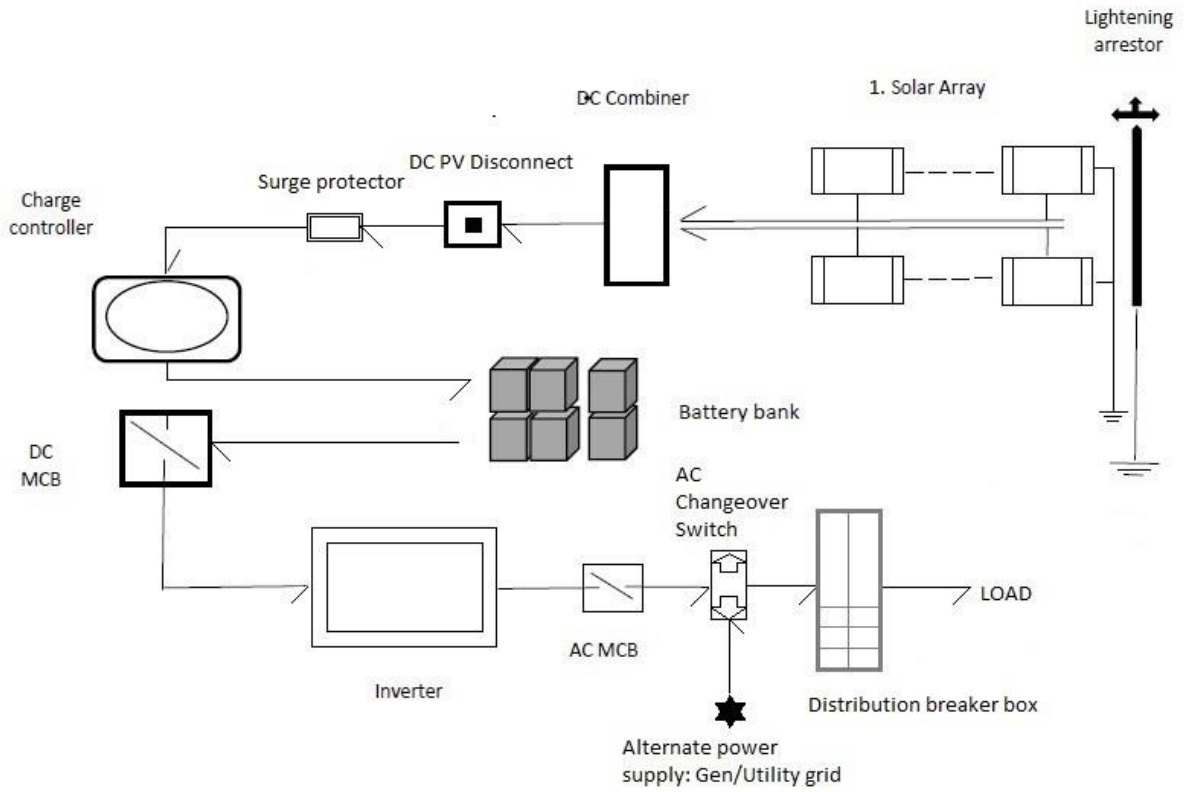 Lightening
arrestor
1. Solar Array
DC Combiner
DC PV Disconnect
Surge protector
Charge
controller
Battery bank
DC
MCB
AC
Changeover
Switch
LOAD
AC MCB
Inverter
Distribution breaker box
Alternate power
supply: Gen/Utility grid